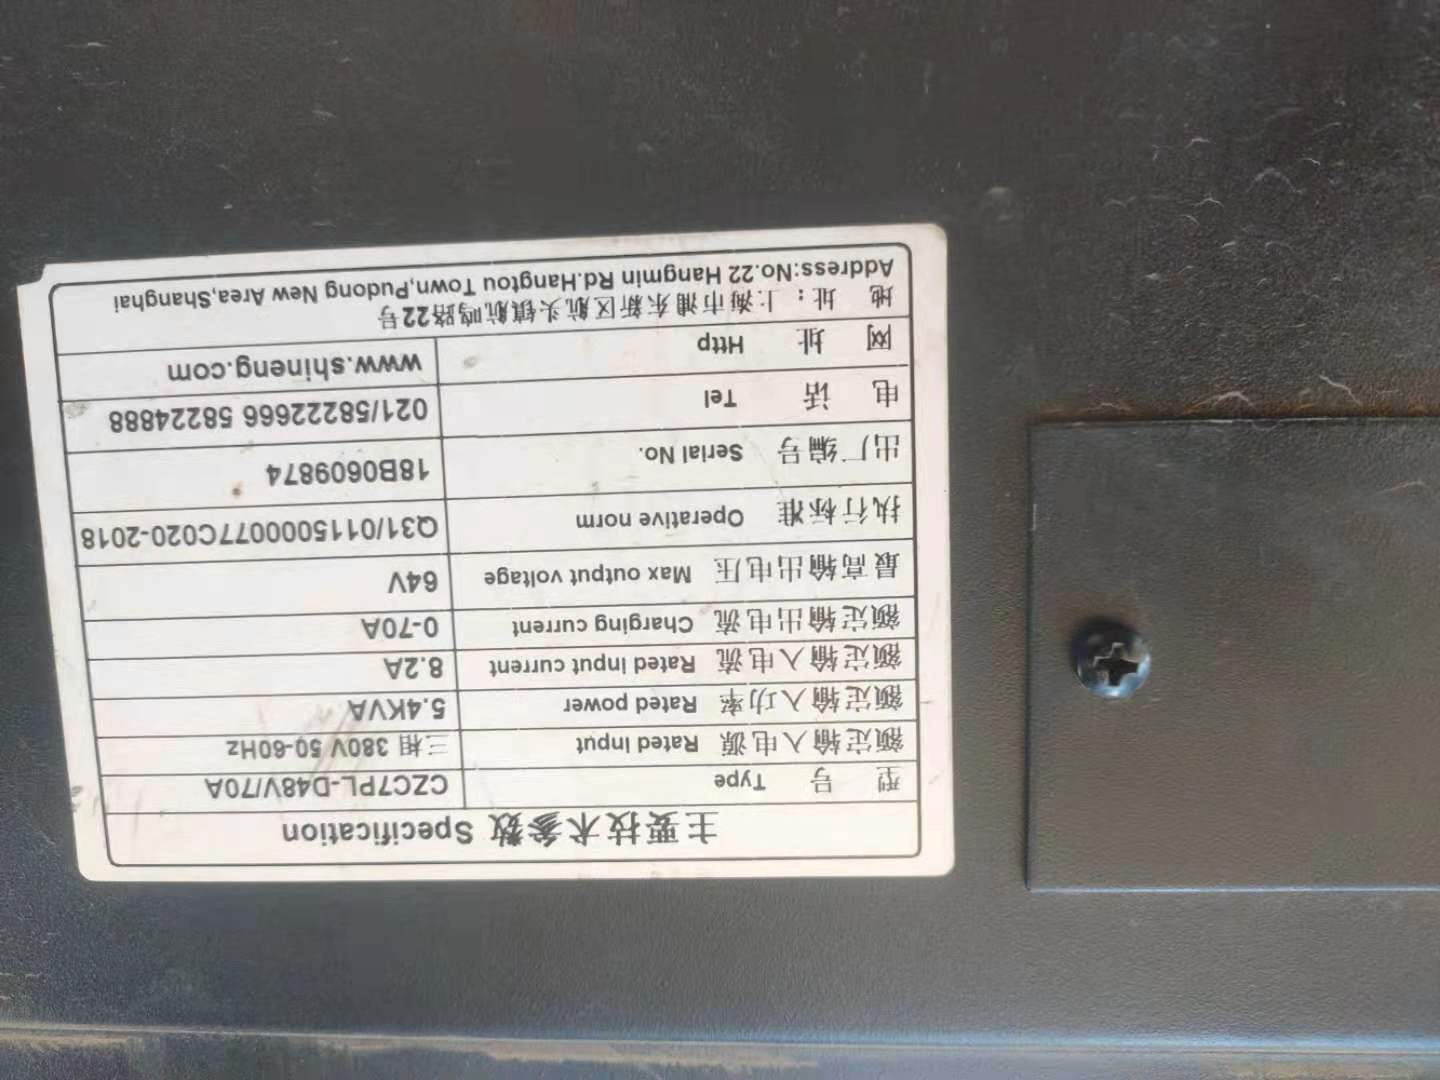 主要技术参数 Specification
型 号 Type CZC7PL-D48V/70A
额定输入电源 Rated Input 三相 380V 50-60Hz
额定输入功率 Rated power 5.4KVA
额定输入电流 Rated input current 8.2A
额定输出电流 Charging current 0-70A
最高输出电压 Max output voltage 64V
执行标准 Operative norm Q31/0115000077C020-2018
出厂编号 Serial No. 18B0609874
电 话 Tel 021/58222666 58224888
网 址 Http www.shineng.com
地 址：上海市浦东新区航头镇航鸣路22号
Address:No.22 Hangmin Rd.Hangtou Town,Pudong New Area,Shanghai